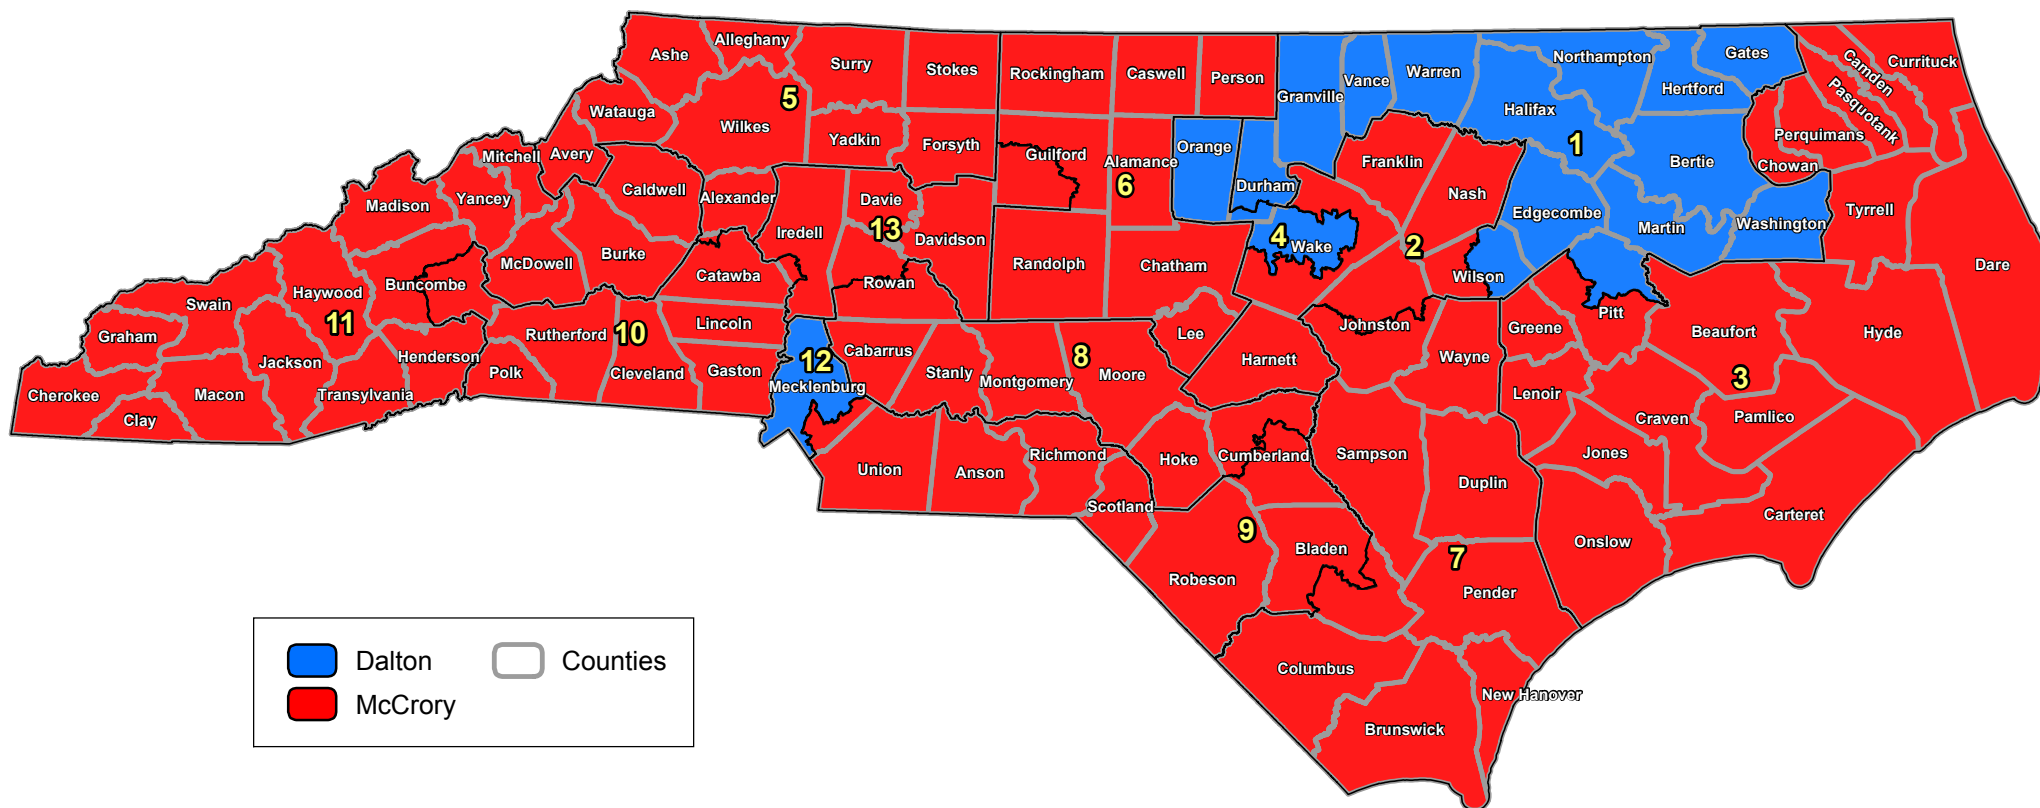 Ashe
Alleghany
Surry
Stokes
Rockingham
Caswell
Person
Granville
Vance
Warren
Northampton
Gates
Camden
Currituck
Hertford
Halifax
Pasquotank
Watauga
Wilkes
5
Yadkin
Forsyth
Guilford
Alamance
6
Orange
Durham
Franklin
Nash
1
Bertie
Perquimans
Chowan
Mitchell
Avery
Caldwell
Alexander
Davie
13
Iredell
Davidson
Madison
Yancey
Edgecombe
Martin
Washington
Tyrrell
4
Wake
2
Wilson
Dare
Swain
Haywood
11
Buncombe
McDowell
Burke
Catawba
Rowan
Randolph
Chatham
Graham
Jackson
Henderson
Rutherford
10
Lincoln
12
Mecklenburg
Cabarrus
Stanly
Montgomery
8
Moore
Lee
Harnett
Johnston
Wayne
Greene
Pitt
Beaufort
Hyde
3
Cherokee
Clay
Macon
Transylvania
Polk
Cleveland
Gaston
Lenoir
Craven
Pamlico
Jones
Union
Anson
Richmond
Scotland
Hoke
Cumberland
Sampson
Duplin
Onslow
Carteret
9
Robeson
Bladen
7
Pender
Columbus
Brunswick
New Hanover
Dalton
Counties
McCrory